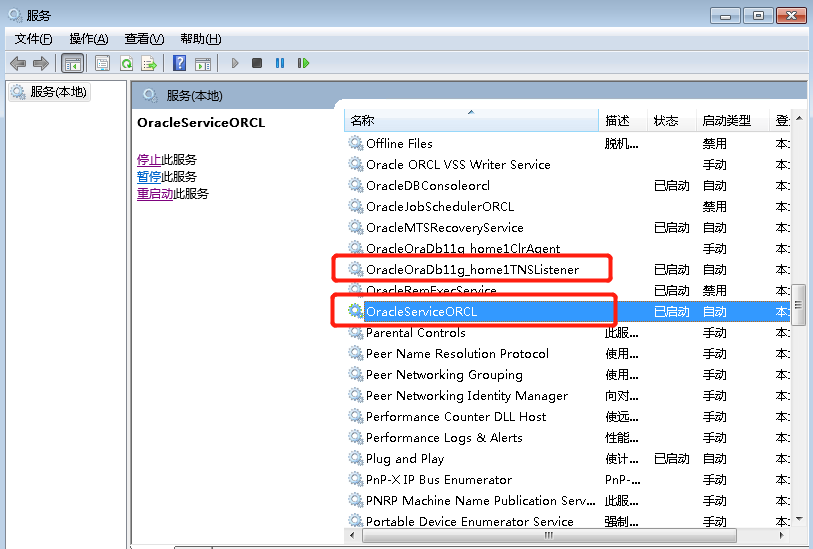 服务
文件(F) 操作(A) 查看(V) 帮助(H)
服务(本地)
服务(本地)
OracleServiceORCL
停止此服务
暂停此服务
重启动此服务
名称 描述 状态 启动类型
Offline Files 脱机... 禁用 本
Oracle ORCL VSS Writer Service 手动 本
OracleDBConsoleorcl 已启动 自动 本
OracleJobSchedulerORCL 禁用 本
OracleMTSRecoveryService 已启动 自动 本
OracleOraDb11g_home1ClrAgent 手动 本
OracleOraDb11g_home1TNSListener 已启动 自动 本
OracleRemExecService 已启动 禁用 本
OracleServiceORCL 已启动 自动 本
Parental Controls 此服... 手动 本
Peer Name Resolution Protocol 使用... 手动 本
Peer Networking Grouping 使用... 手动 本
Peer Networking Identity Manager 向对... 手动 本
Performance Counter DLL Host 使远... 手动 本
Performance Logs & Alerts 性能... 手动 本
Plug and Play 使计... 已启动 自动 本
PnP-X IP Bus Enumerator PnP-... 手动 本
PNRP Machine Name Publication Serv... 此服... 手动 本
Portable Device Enumerator Service 强制... 手动 本